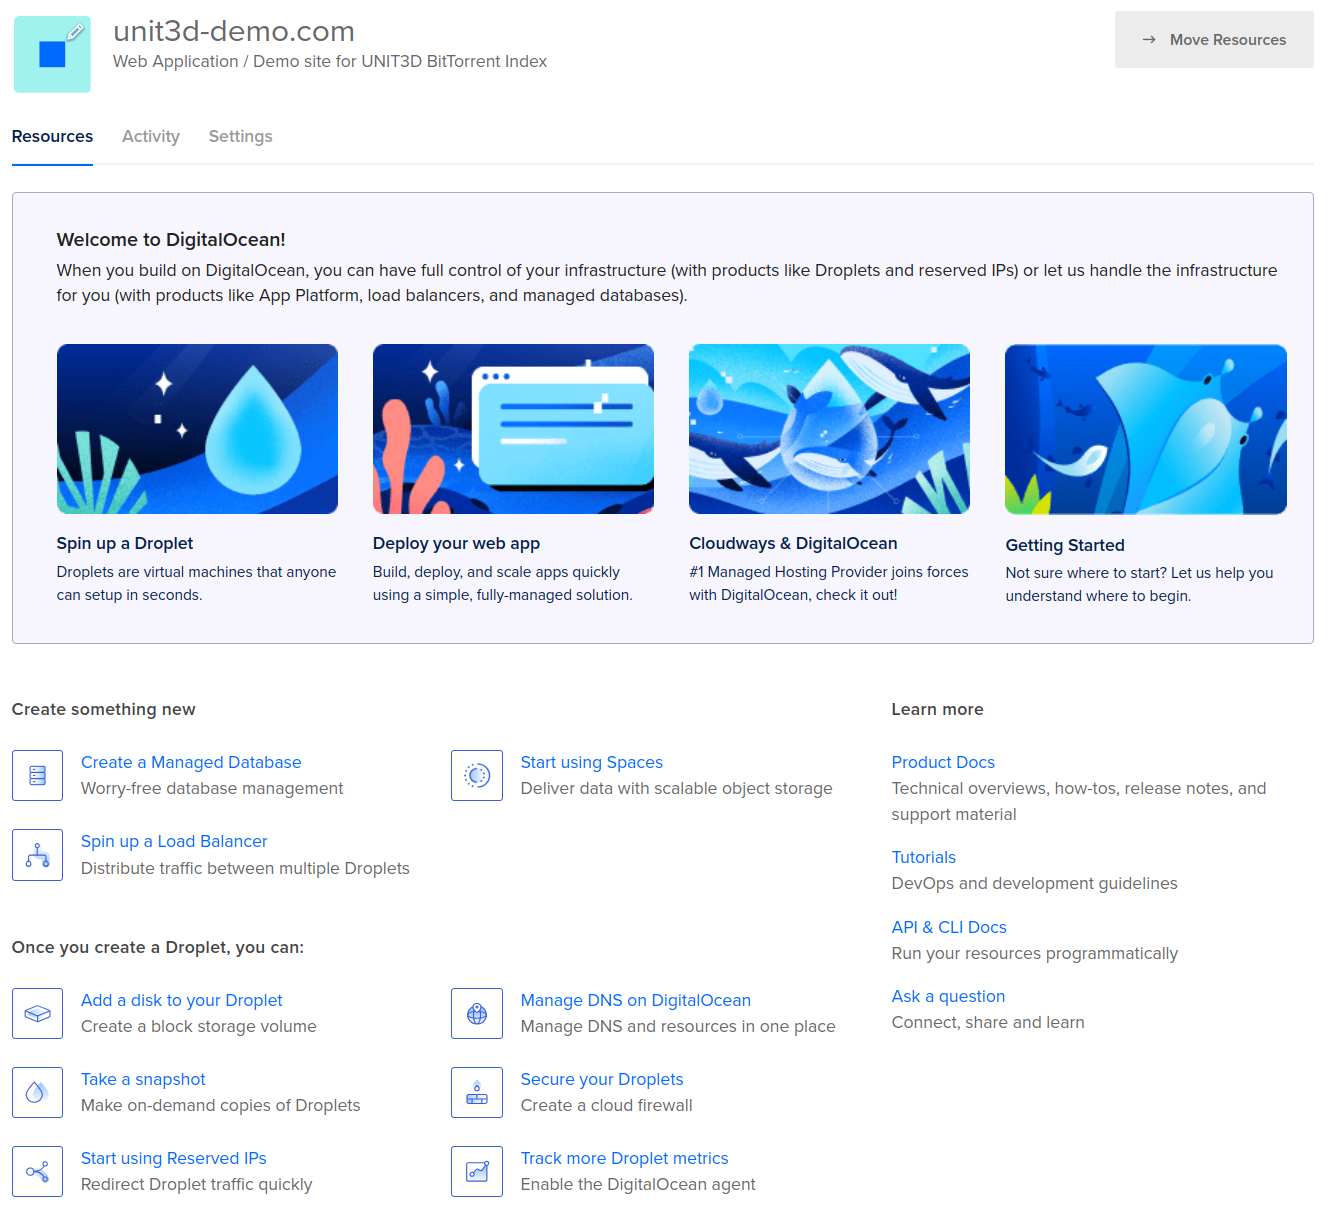 unit3d-demo.com
Web Application / Demo site for UNIT3D BitTorrent Index
→ Move Resources
Resources
Activity
Settings
Welcome to DigitalOcean!
When you build on DigitalOcean, you can have full control of your infrastructure (with products like Droplets and reserved IPs) or let us handle the infrastructure
for you (with products like App Platform, load balancers, and managed databases).
Spin up a Droplet
Droplets are virtual machines that anyone
can setup in seconds.
Deploy your web app
Build, deploy, and scale apps quickly
using a simple, fully-managed solution.
Cloudways & DigitalOcean
#1 Managed Hosting Provider joins forces
with DigitalOcean, check it out!
Getting Started
Not sure where to start? Let us help you
understand where to begin.
Create something new
Create a Managed Database
Worry-free database management
Start using Spaces
Deliver data with scalable object storage
Spin up a Load Balancer
Distribute traffic between multiple Droplets
Once you create a Droplet, you can:
Add a disk to your Droplet
Create a block storage volume
Manage DNS on DigitalOcean
Manage DNS and resources in one place
Take a snapshot
Make on-demand copies of Droplets
Secure your Droplets
Create a cloud firewall
Start using Reserved IPs
Redirect Droplet traffic quickly
Track more Droplet metrics
Enable the DigitalOcean agent
Learn more
Product Docs
Technical overviews, how-tos, release notes, and
support material
Tutorials
DevOps and development guidelines
API & CLI Docs
Run your resources programmatically
Ask a question
Connect, share and learn